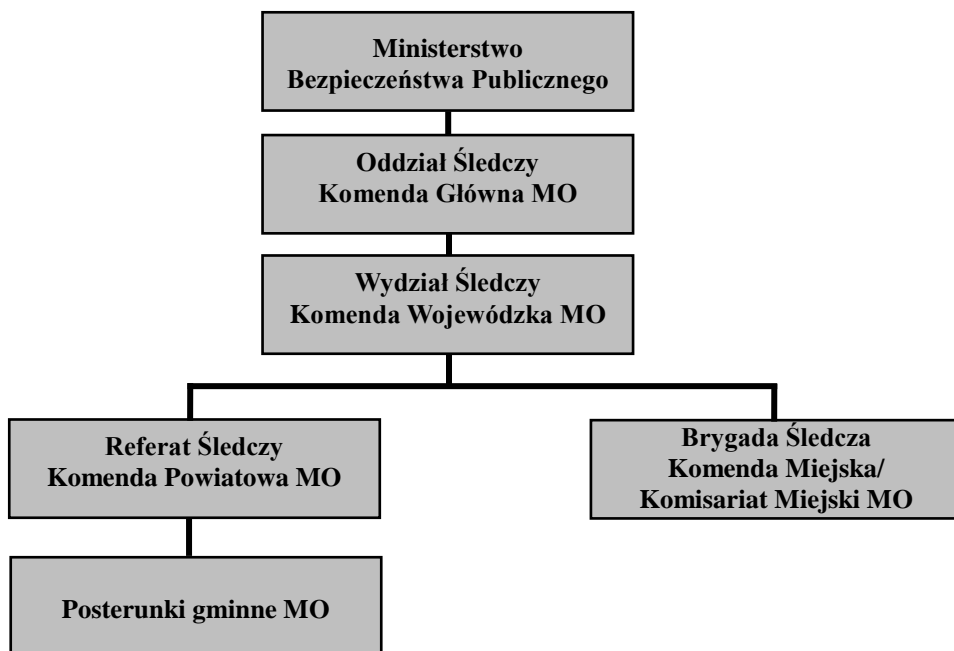 Ministerstwo
Bezpieczeństwa Publicznego
Oddział Śledczy
Komenda Główna MO
Wydział Śledczy
Komenda Wojewódzka MO
Referat Śledczy
Komenda Powiatowa MO
Brygada Śledcza
Komenda Miejska/
Komisariat Miejski MO
Posterunki gminne MO